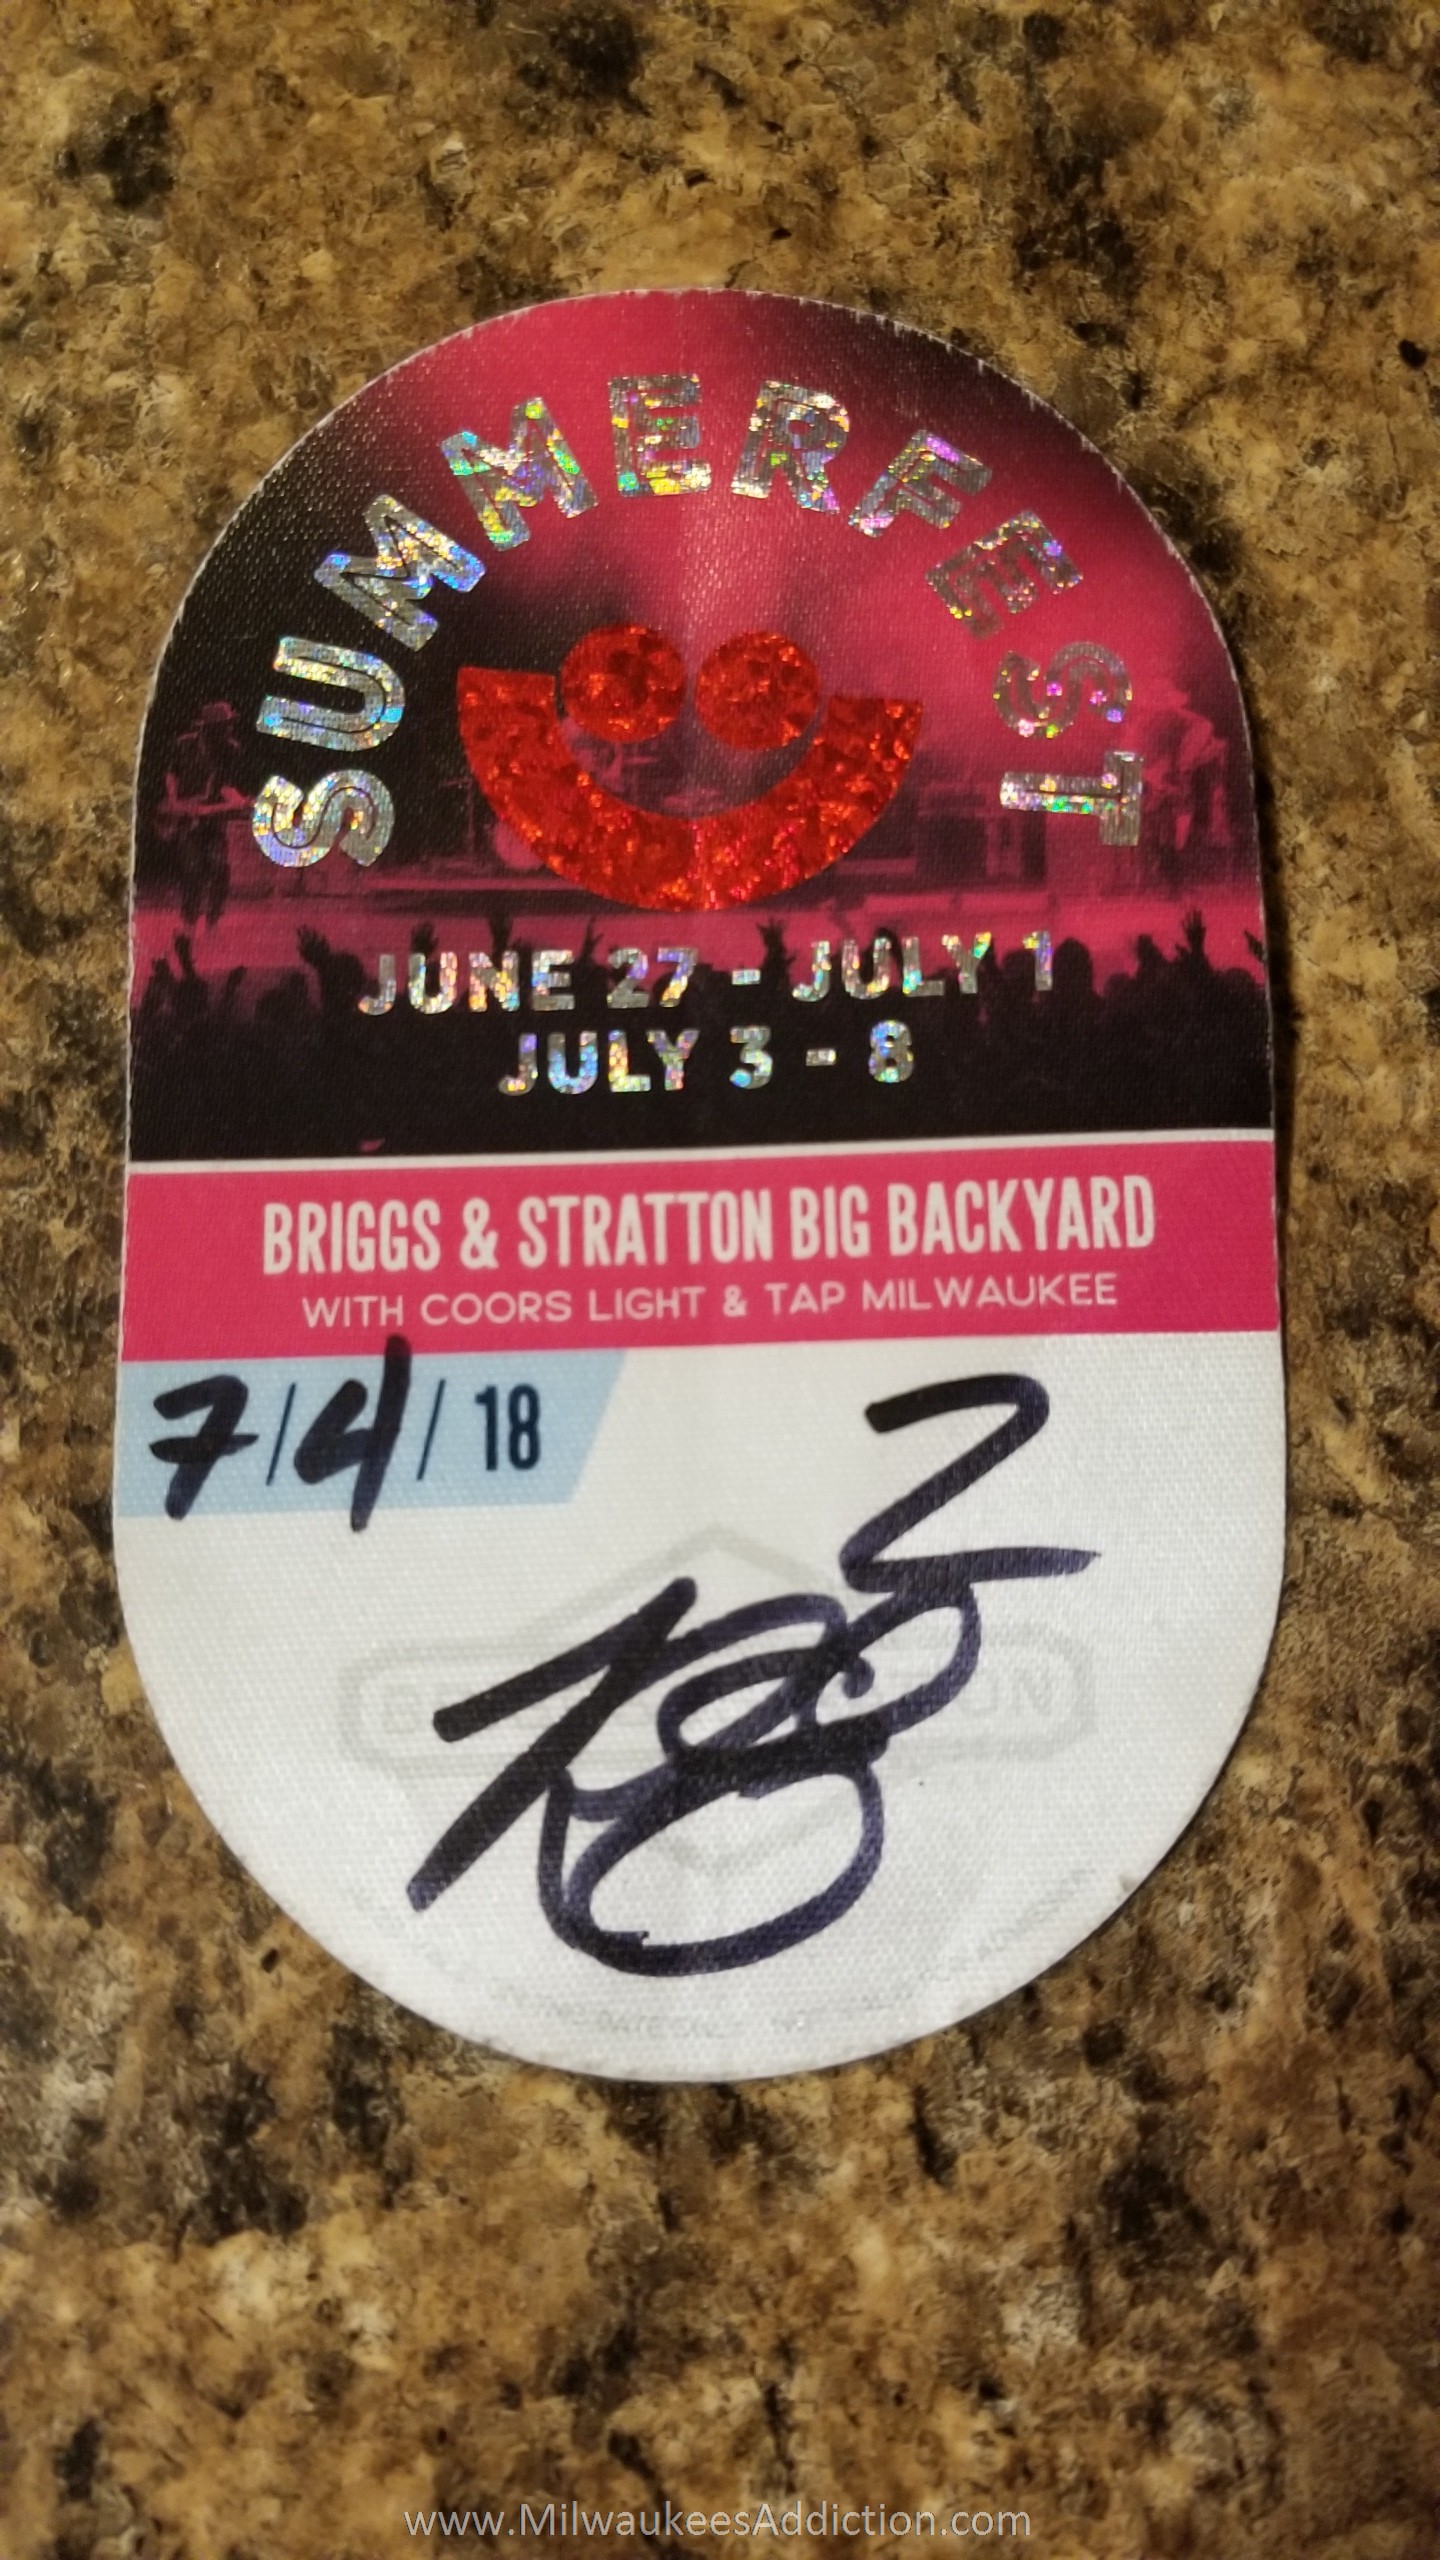 SUMMERFEST
JUNE 27 - JULY 1
JULY 3 - 8
BRIGGS & STRATTON BIG BACKYARD
WITH COORS LIGHT & TAP MILWAUKEE
7/4/18
www.MilwaukeesAddiction.com